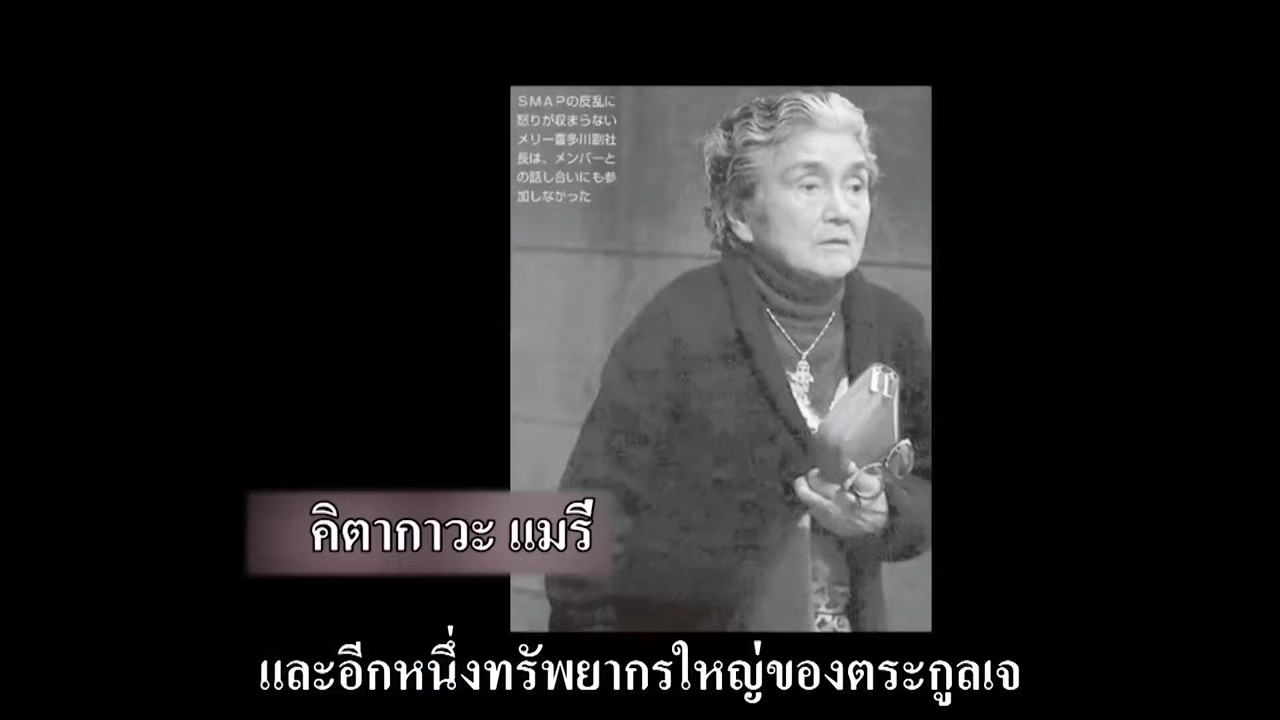 SMAPの反乱に
怒りが収まらない
メリー喜多川副社
長は、メンバーと
の話し合いにも参
加しなかった
คิตากาวะ แมรี่
และอีกหนึ่งทรัพยากรใหญ่ของตระกูลเจ